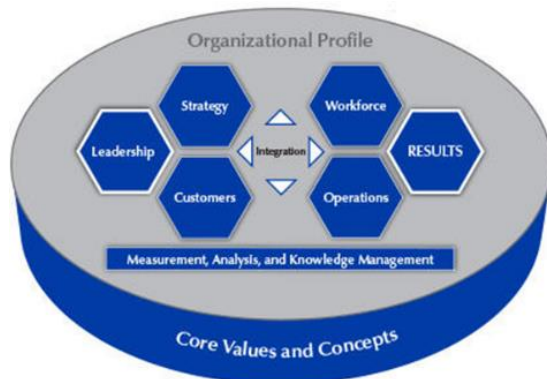 Organizational Profile
Strategy
Workforce
Leadership
Integration
RESULTS
Customers
Operations
Measurement, Analysis, and Knowledge Management
Core Values and Concepts